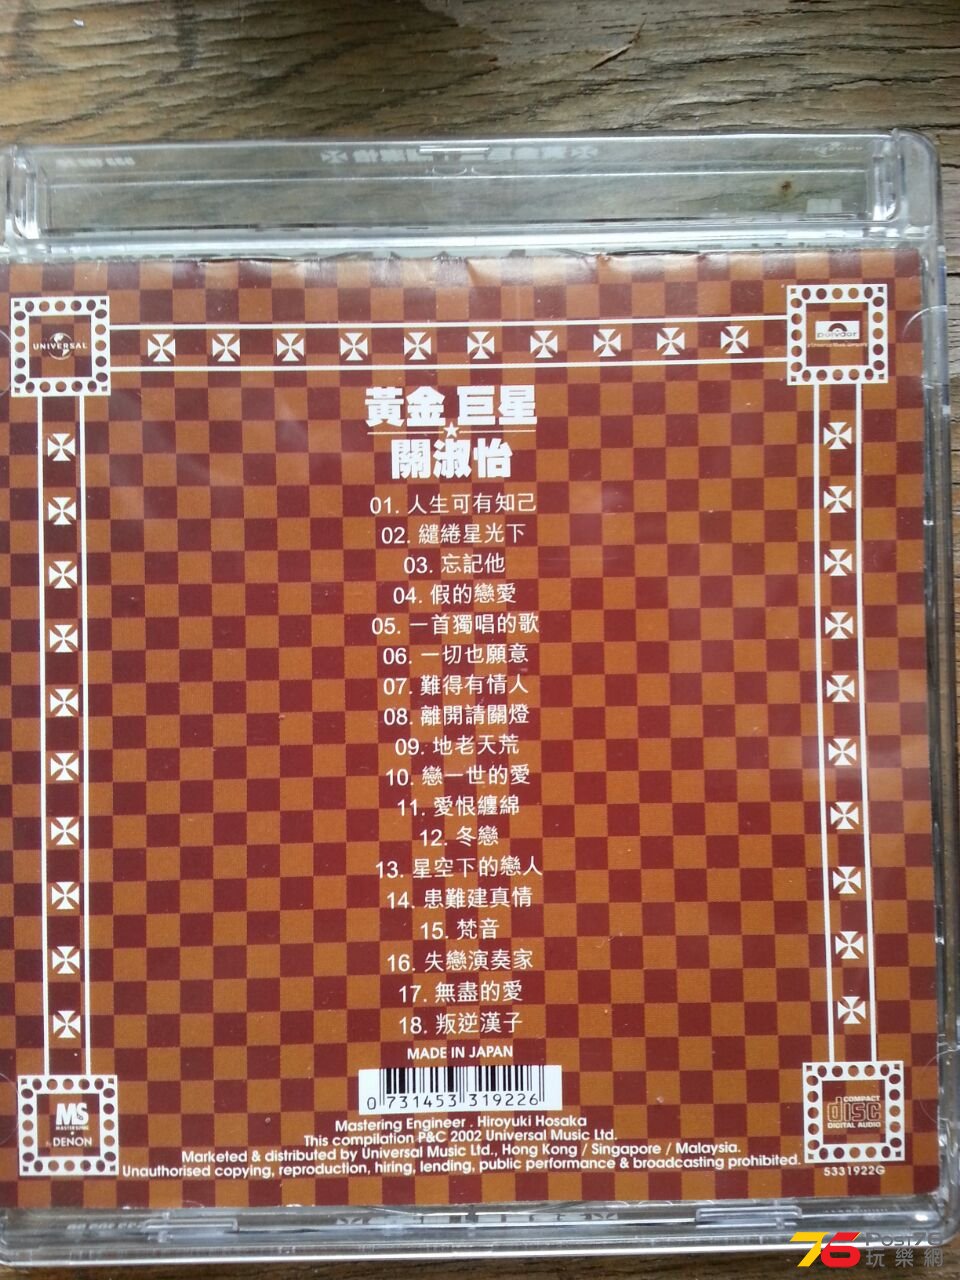 UNIVERSAL
polydor
黃金巨星
關淑怡
01. 人生可有知己
02. 繾綣星光下
03. 忘記他
04. 假的戀愛
05. 一首獨唱的歌
06. 一切也願意
07. 難得有情人
08. 離開請關燈
09. 地老天荒
10. 戀一世的愛
11. 愛恨纏綿
12. 冬戀
13. 星空下的戀人
14. 患難建真情
15. 梵音
16. 失戀演奏家
17. 無盡的愛
18. 叛逆漢子
MADE IN JAPAN
0 731453 319226
MS
DENON
COMPACT
disc
DIGITAL AUDIO
Mastering Engineer . Hiroyuki Hosaka
This compilation P&C 2002 Universal Music Ltd.
Marketed & distributed by Universal Music Ltd., Hong Kong / Singapore / Malaysia.
Unauthorised copying, reproduction, hiring, lending, public performance & broadcasting prohibited.
5331922G
76
Post76
玩樂網